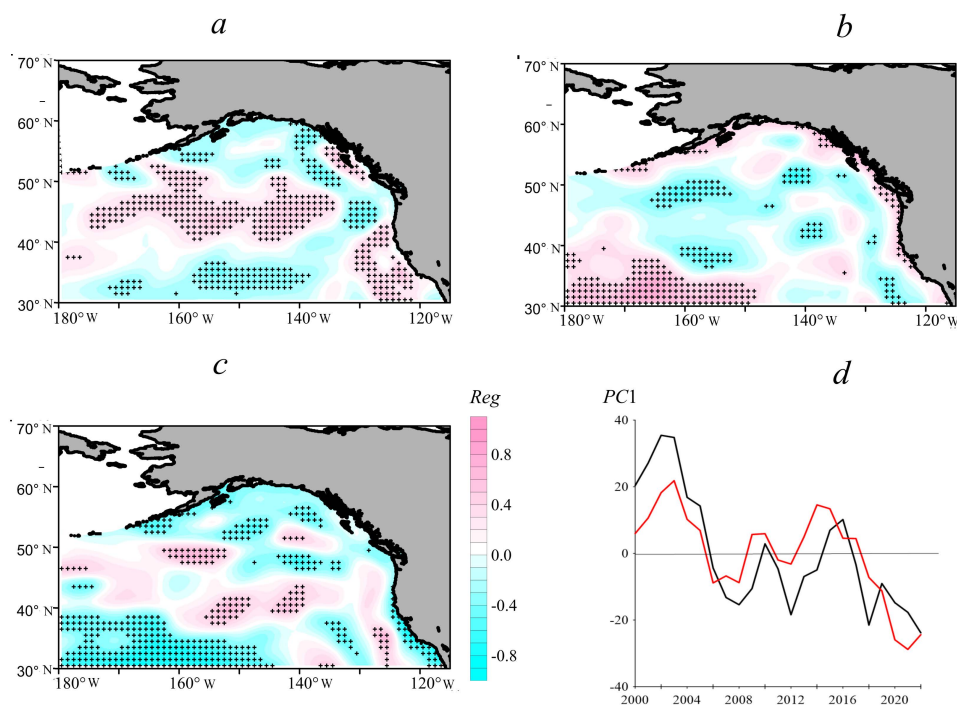 a
b
70° N
60° N
50° N
40° N
30° N
180° W
160° W
140° W
120° W
70° N
60° N
50° N
40° N
30° N
180° W
160° W
140° W
120° W
c
d
70° N
60° N
50° N
40° N
30° N
180° W
160° W
140° W
120° W
Reg
0.8
0.4
0.0
-0.4
-0.8
PC1
40
20
0
-20
-40
2000 2004 2008 2012 2016 2020